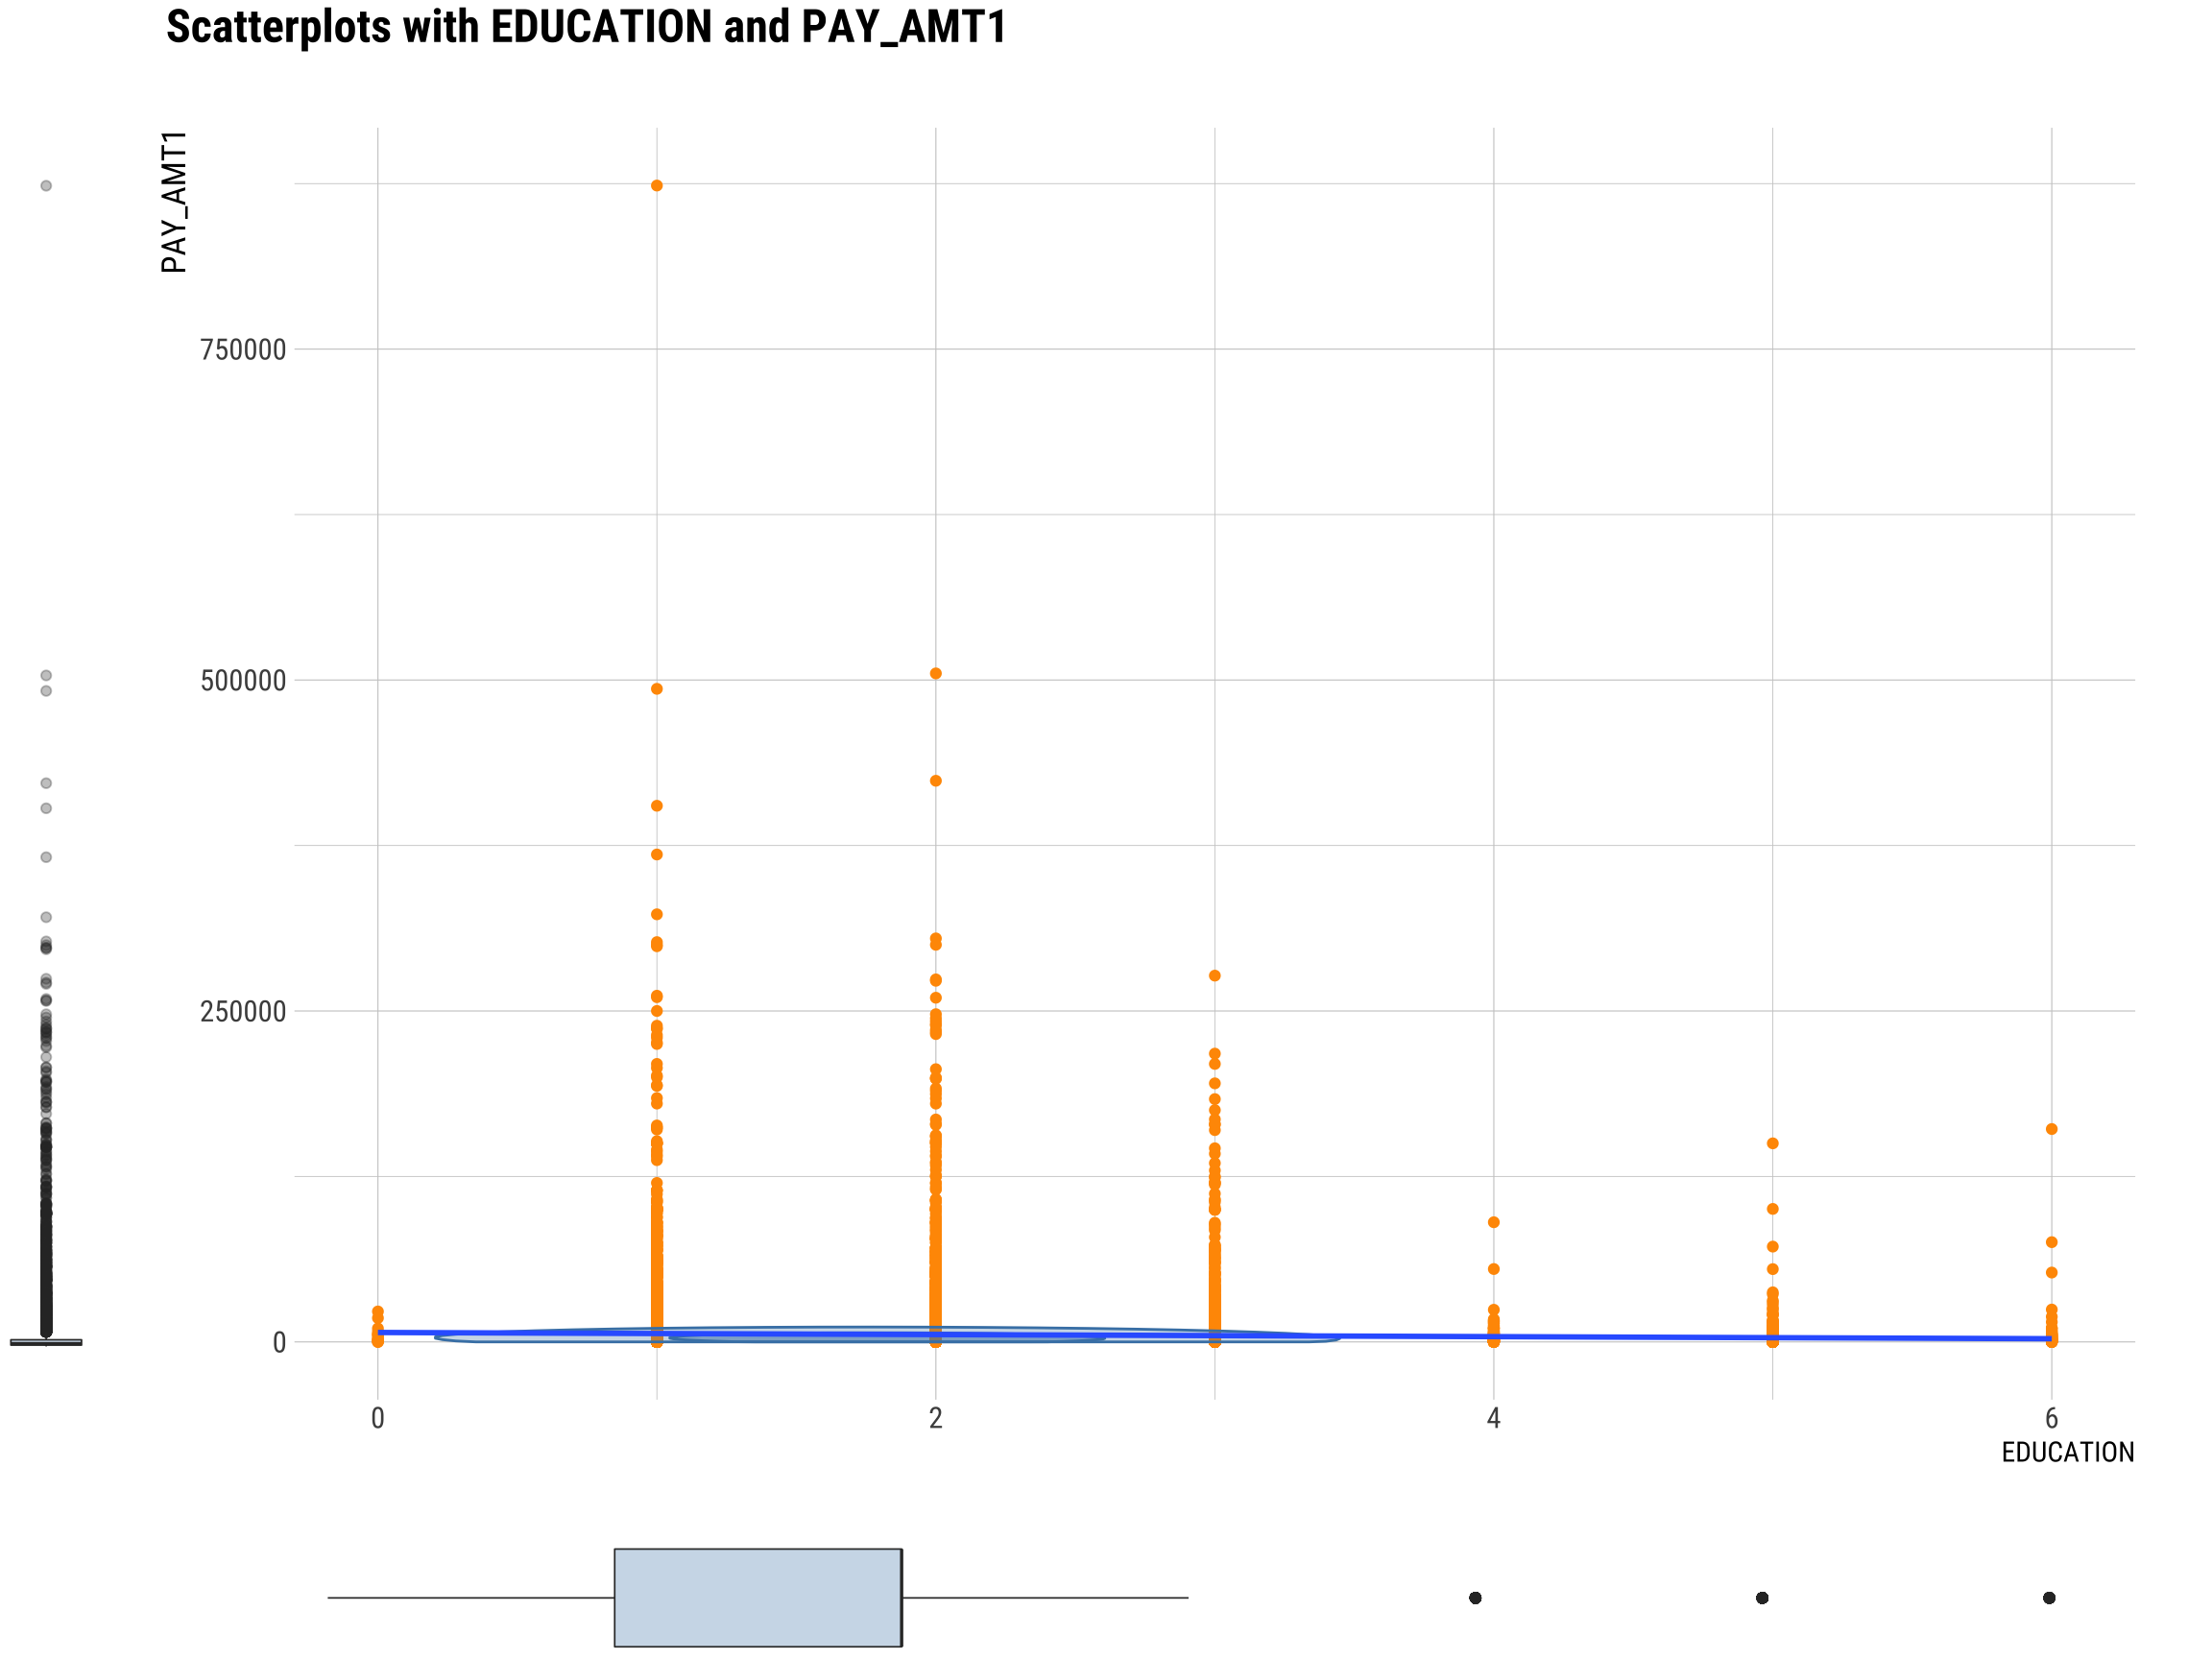 Scatterplots with EDUCATION and PAY_AMT1
PAY_AMT1
750000
500000
250000
0
0 2 4 6
EDUCATION